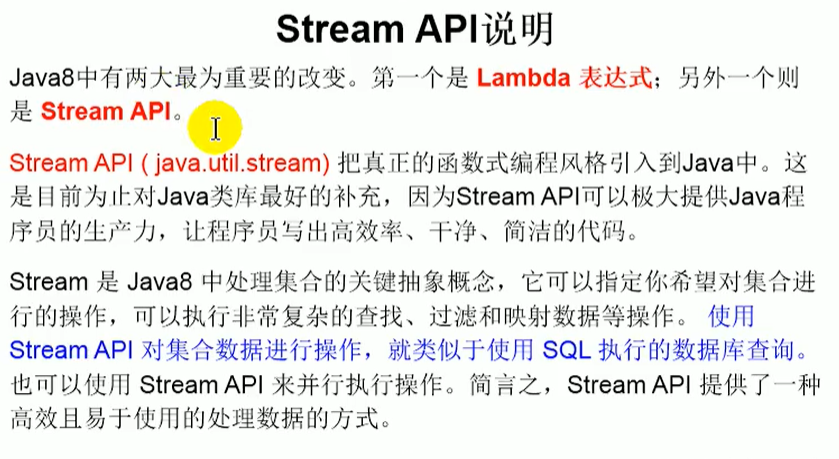 Stream API说明
Java8中有两大最为重要的改变。第一个是 Lambda 表达式；另外一个则
是 Stream API。
Stream API ( java.util.stream) 把真正的函数式编程风格引入到Java中。这
是目前为止对Java类库最好的补充，因为Stream API可以极大提供Java程
序员的生产力，让程序员写出高效率、干净、简洁的代码。
Stream 是 Java8 中处理集合的关键抽象概念，它可以指定你希望对集合进
行的操作，可以执行非常复杂的查找、过滤和映射数据等操作。 使用
Stream API 对集合数据进行操作，就类似于使用 SQL 执行的数据库查询。
也可以使用 Stream API 来并行执行操作。简言之，Stream API 提供了一种
高效且易于使用的处理数据的方式。